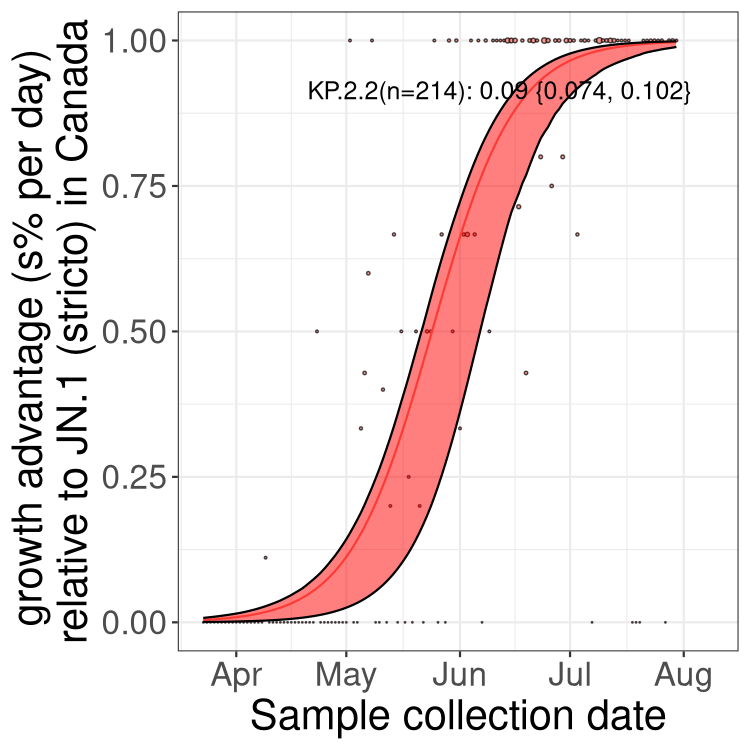 growth advantage (s% per day)
relative to JN.1 (stricto) in Canada
1.00
0.75
0.50
0.25
0.00
KP.2.2(n=214): 0.09 {0.074, 0.102}
Apr May Jun Jul Aug
Sample collection date